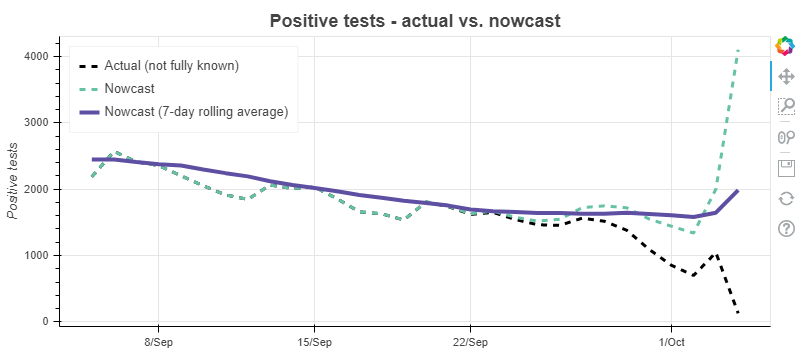 Positive tests - actual vs. nowcast
4000
3000
2000
1000
0
Positive tests
Actual (not fully known)
Nowcast
Nowcast (7-day rolling average)
8/Sep
15/Sep
22/Sep
1/Oct